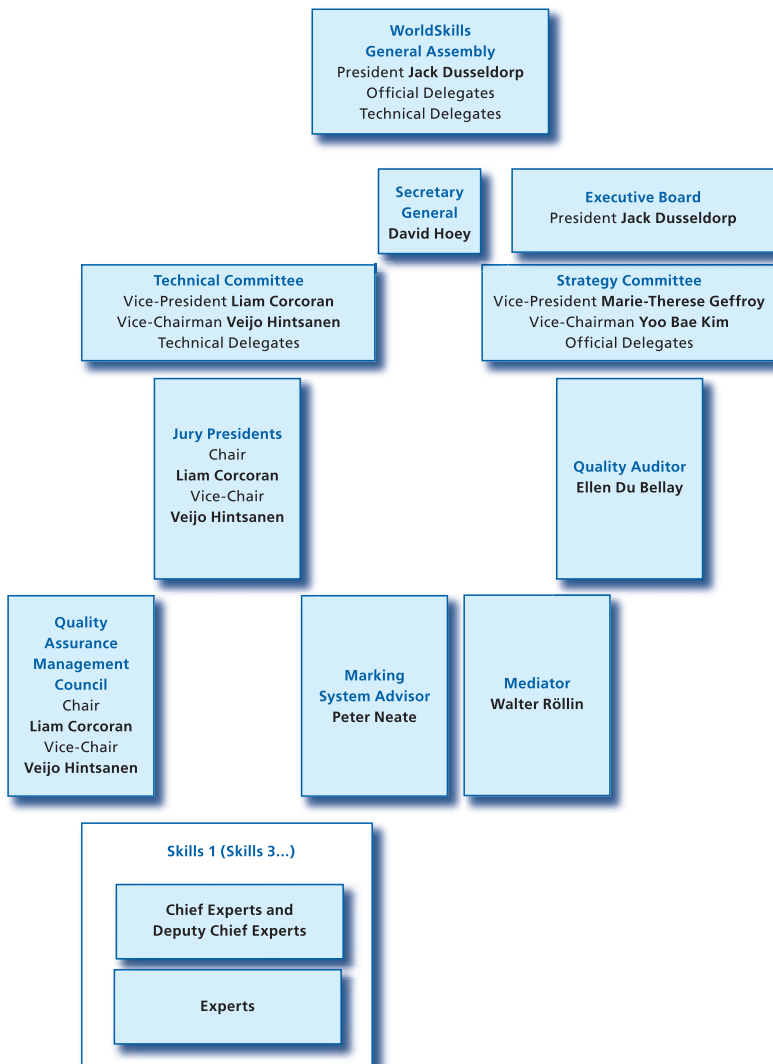 WorldSkills
General Assembly
President Jack Dusseldorp
Official Delegates
Technical Delegates
Secretary
General
David Hoey
Executive Board
President Jack Dusseldorp
Technical Committee
Vice-President Liam Corcoran
Vice-Chairman Veijo Hintsanen
Technical Delegates
Strategy Committee
Vice-President Marie-Therese Geffroy
Vice-Chairman Yoo Bae Kim
Official Delegates
Jury Presidents
Chair
Liam Corcoran
Vice-Chair
Veijo Hintsanen
Quality Auditor
Ellen Du Bellay
Quality
Assurance
Management
Council
Chair
Liam Corcoran
Vice-Chair
Veijo Hintsanen
Marking
System Advisor
Peter Neate
Mediator
Walter Röllin
Skills 1 (Skills 3...)
Chief Experts and
Deputy Chief Experts
Experts